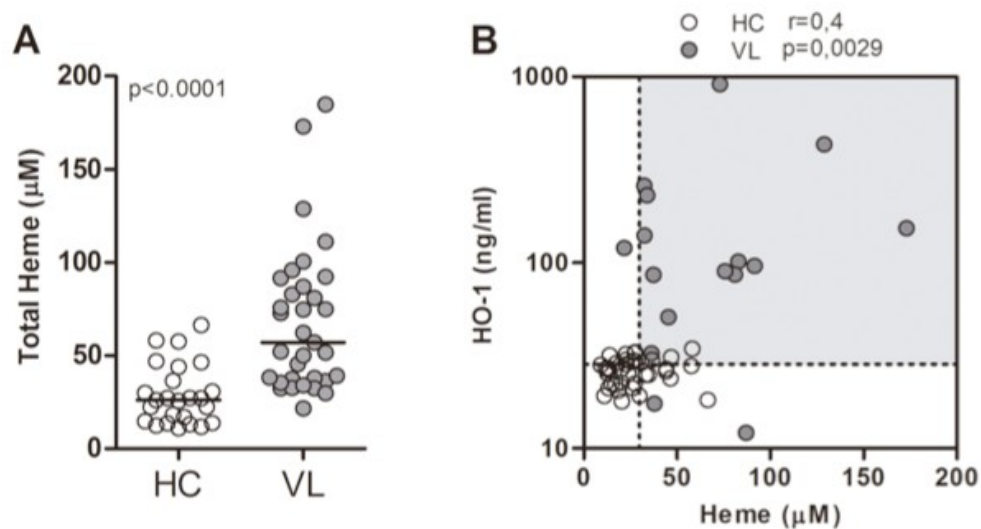 A
p<0.0001
Total Heme (µM)
200
150
100
50
0
HC
VL
B
HC r=0,4
VL p=0,0029
HO-1 (ng/ml)
1000
100
10
0
50
100
150
200
Heme (µM)